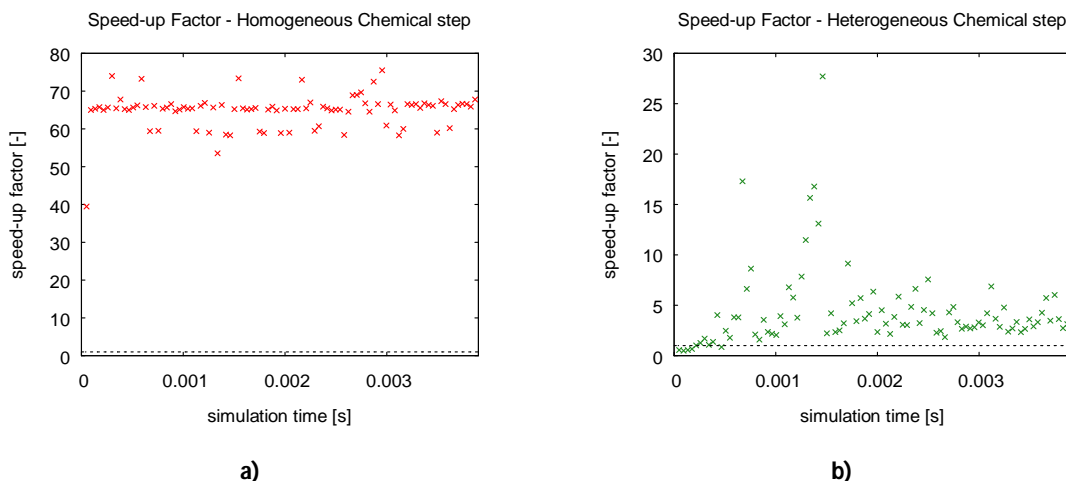 Speed-up Factor - Homogeneous Chemical step
80
70
60
50
40
30
20
10
0
speed-up factor [-]
0 0.001 0.002 0.003
simulation time [s]
a)
Speed-up Factor - Heterogeneous Chemical step
30
25
20
15
10
5
0
speed-up factor [-]
0 0.001 0.002 0.003
simulation time [s]
b)